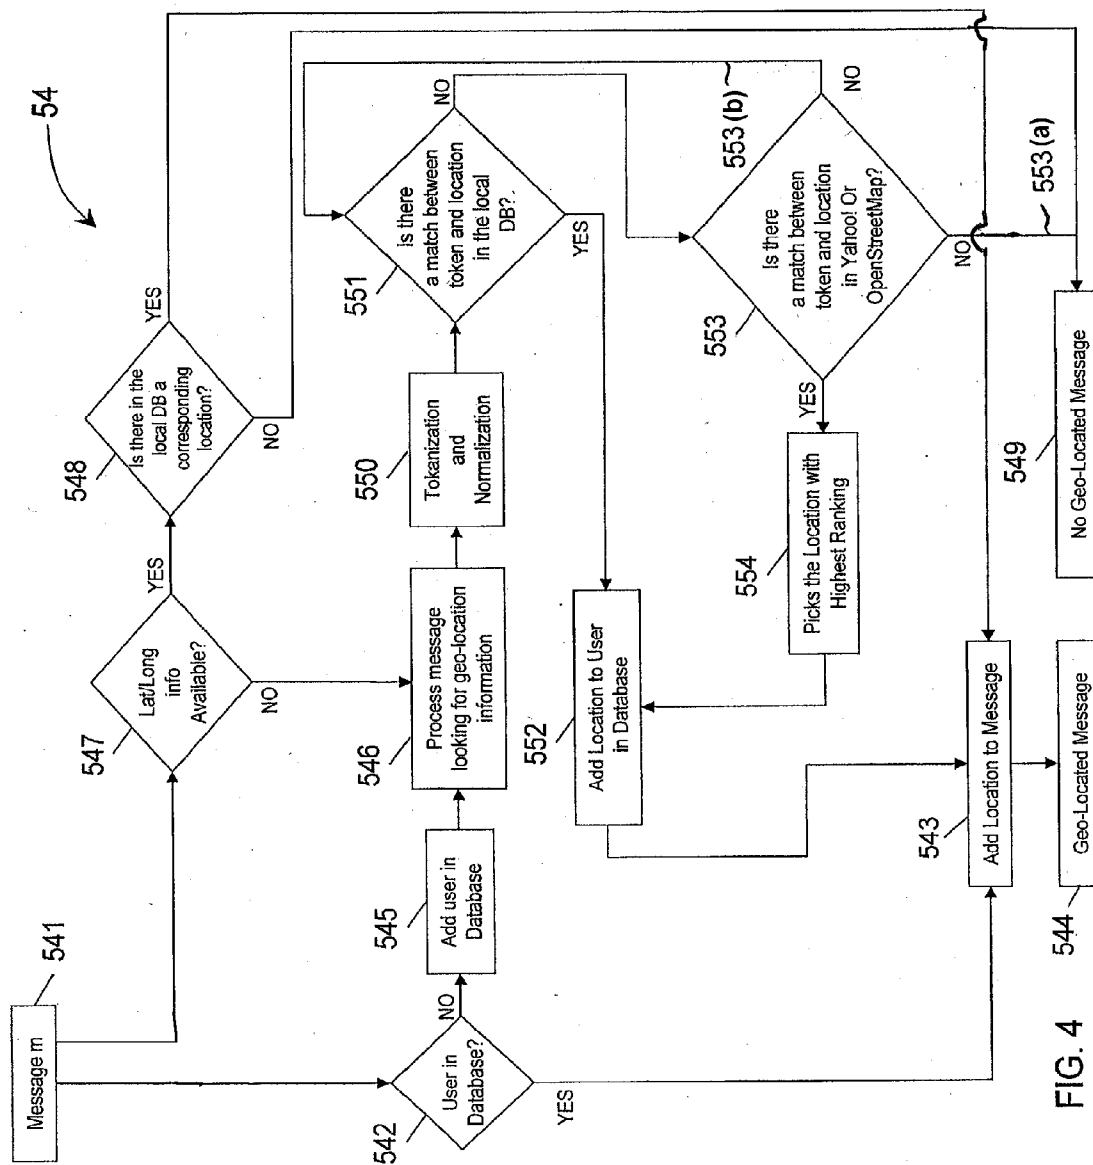 54
Message m
541
User in
Database?
542
NO
YES
Add user in
Database
545
Lat/Long
info
Available?
547
YES
NO
Is there in the
local DB a
corresponding
location?
548
YES
NO
Process message
looking for geo-location
information
546
Tokanization
and
Normalization
550
Is there
a match between
token and location
in the local
DB?.
551
NO
YES
Add Location to User
in Database
552
Is there
a match between
token and location
in Yahoo! Or
OpenStreetMap?
553
553 (b)
NO
NO
553 (a)
YES
Picks the Location with
Highest Ranking
554
Add Location to Message
543
Geo-Located Message
544
No Geo-Located Message
549
FIG. 4